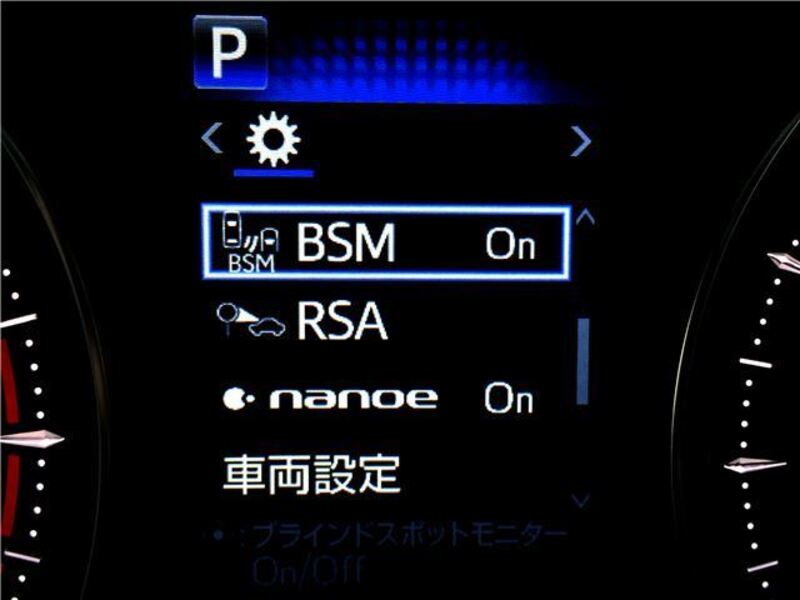 P
BSM
BSM On
RSA
nanoe On
車両設定
: ブラインドスポットモニター
On/Off